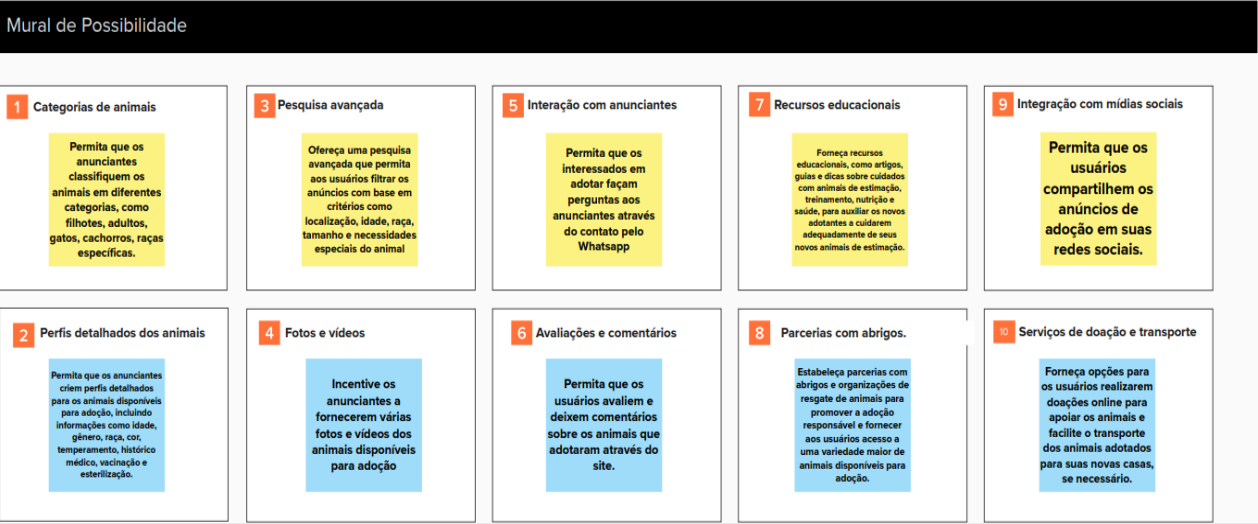 Mural de Possibilidade
1 Categorias de animais
Permita que os
anunciantes
classifiquem os
animais em diferentes
categorias, como
filhotes, adultos,
gatos, cachorros, raças
específicas.
2 Perfis detalhados dos animais
Permita que os anunciantes
criem perfis detalhados
para os animais disponíveis
para adoção, incluindo
informações como idade,
gênero, raça, cor,
temperamento, histórico
médico, vacinação e
esterilização.
3 Pesquisa avançada
Ofereça uma pesquisa
avançada que permita
aos usuários filtrar os
anúncios com base em
critérios como
localização, idade, raça,
tamanho e necessidades
especiais do animal
4 Fotos e vídeos
Incentive os
anunciantes a
fornecerem várias
fotos e vídeos dos
animais disponíveis
para adoção
5 Interação com anunciantes
Permita que os
interessados em
adotar façam
perguntas aos
anunciantes através
do contato pelo
Whatsapp
6 Avaliações e comentários
Permita que os
usuários avaliem e
deixem comentários
sobre os animais que
adotaram através do
site.
7 Recursos educacionais
Forneça recursos
educacionais, como artigos,
guias e dicas sobre cuidados
com animais de estimação,
treinamento, nutrição e
saúde, para auxiliar os novos
adotantes a cuidarem
adequadamente de seus
novos animais de estimação.
8 Parcerias com abrigos.
Estabeleça parcerias com
abrigos e organizações de
resgate de animais para
promover a adoção
responsável e fornecer
aos usuários acesso a
uma variedade maior de
animais disponíveis para
adoção.
9 Integração com mídias sociais
Permita que os
usuários
compartilhem os
anúncios de
adoção em suas
redes sociais.
10 Serviços de doação e transporte
Forneça opções para
os usuários realizarem
doações online para
apoiar os animais e
facilite o transporte
dos animais adotados
para suas novas casas,
se necessário.